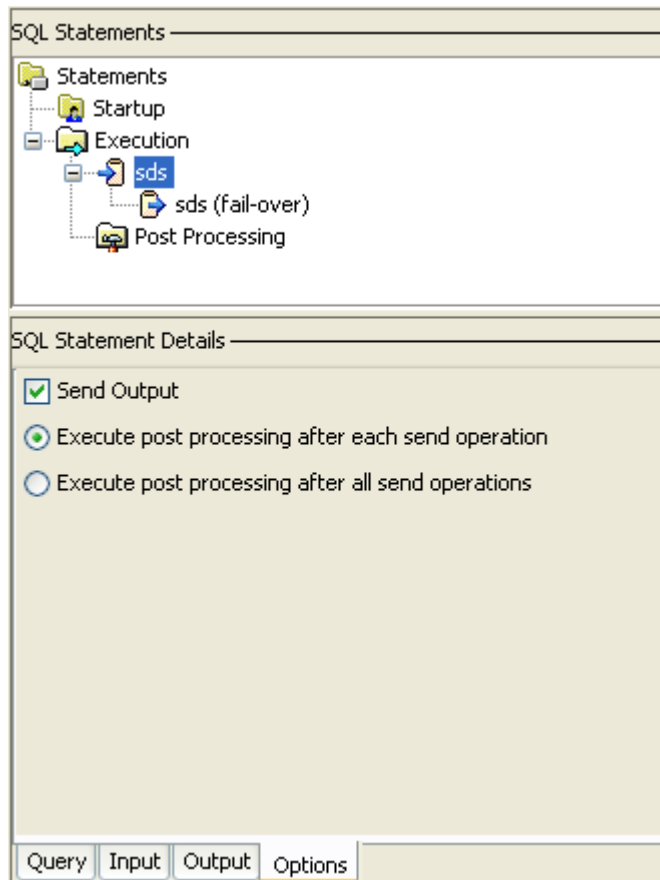 SQL Statements
Statements
Startup
Execution
sds
sds (fail-over)
Post Processing
SQL Statement Details
Send Output
Execute post processing after each send operation
Execute post processing after all send operations
Query Input Output Options